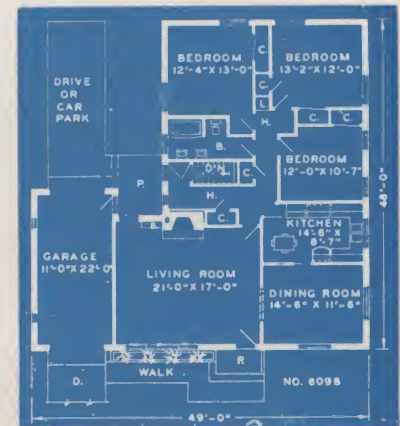 BEDROOM
12'-4" X 13'-0"
C.
BEDROOM
13'-2" X 12'-0"
C.
L.
DRIVE
OR
CAR
PARK
H.
C.
C.
B.
BEDROOM
12'-0" X 10'-7"
D'N
C.
P.
H.
C.
KITCHEN
14'-6" X
8'-7"
48'-0"
GARAGE
11'-0" X 22'-0"
LIVING ROOM
21'-0" X 17'-0"
DINING ROOM
14'-6" X 11'-6"
WALK
P.
D.
NO. 6098
49'-0"